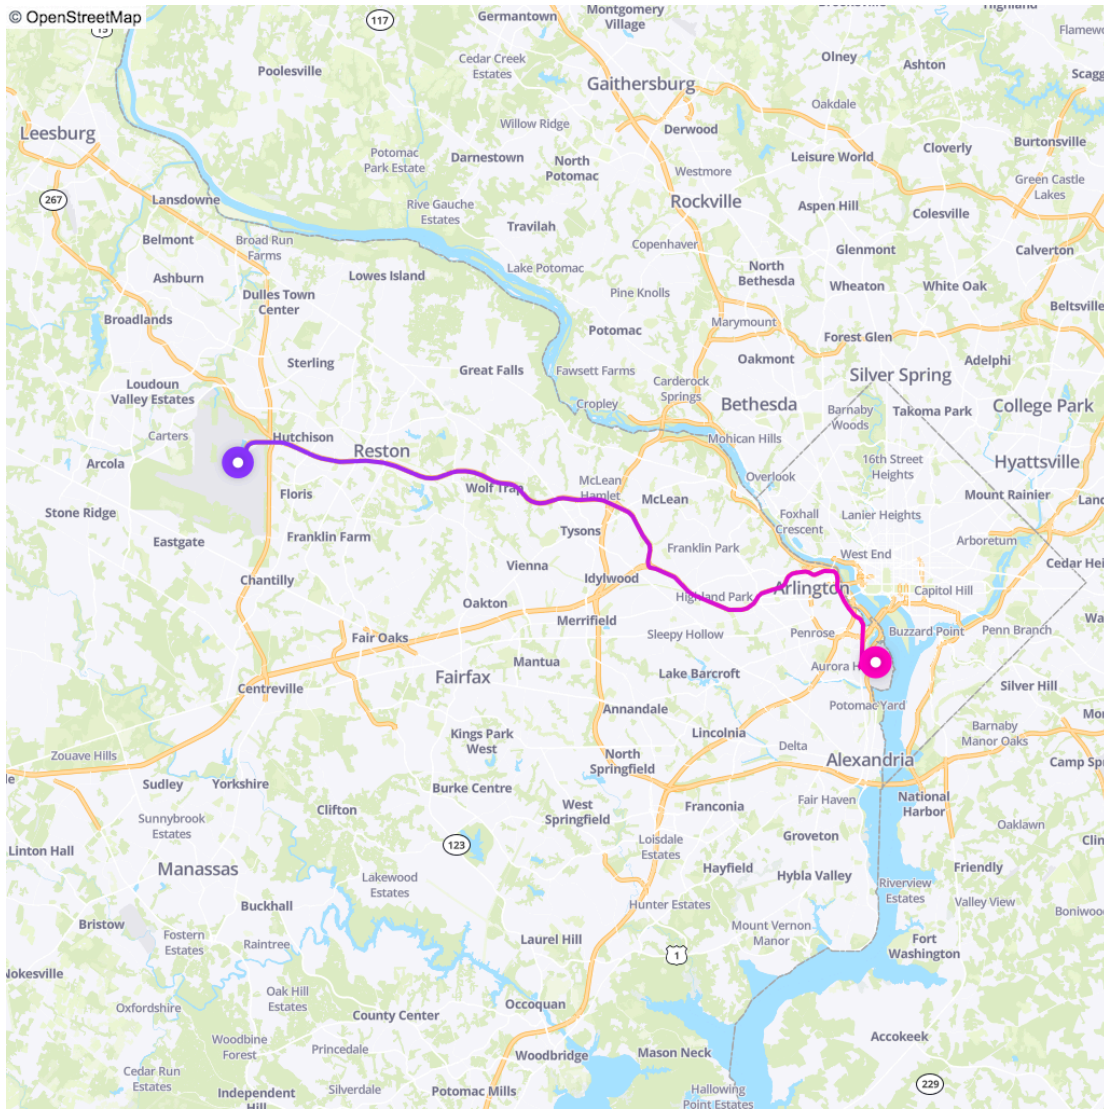 © OpenStreetMap
15
117
Germantown
Montgomery
Village
Olney
Ashton
Cedar Creek
Estates
Poolesville
Gaithersburg
Oakdale
Leesburg
Willow Ridge
Derwood
Burtonsville
Potomac
Park Estate
Darnestown
North
Potomac
Leisure World
Cloverly
Westmore
Green Castle
Lakes
267
Lansdowne
Rive Gauche
Estates
Rockville
Aspen Hill
Colesville
Travilah
Belmont
Broad Run
Farms
Copenhaver
Glenmont
Calverton
Ashburn
Lowes Island
Lake Potomac
North
Bethesda
Wheaton
White Oak
Dulles Town
Center
Pine Knolls
Beltsville
Broadlands
Potomac
Marymount
Forest Glen
Sterling
Great Falls
Fawsett Farms
Oakmont
Adelphi
Loudoun
Valley Estates
Carderock
Springs
Silver Spring
Cropley
Bethesda
Barnaby
Woods
Takoma Park
College Park
Carters
Hutchison
Reston
Mohican Hills
Arcola
16th Street
Heights
Hyattsville
Floris
Wolf Trap
McLean
Hamlet
McLean
Overlook
Mount Rainier
Stone Ridge
Foxhall
Crescent
Lanier Heights
Eastgate
Franklin Farm
Tysons
Franklin Park
West End
Arboretum
Chantilly
Vienna
Idylwood
Arlington
Capitol Hill
Oakton
Highland Park
Merrifield
Fair Oaks
Sleepy Hollow
Penrose
Buzzard Point
Penn Branch
Mantua
Lake Barcroft
Aurora H
Fairfax
Centreville
Silver Hill
Annandale
Potomac Yard
Kings Park
West
Lincolnia
Barnaby
Manor Oaks
Zouave Hills
Delta
North
Springfield
Alexandria
Sudley
Yorkshire
Burke Centre
Fair Haven
National
Harbor
Clifton
West
Springfield
Franconia
Sunnybrook
Estates
Oaklawn
Groveton
123
Loisdale
Estates
Linton Hall
Manassas
Hayfield
Hybla Valley
Friendly
Lakewood
Estates
Riverview
Estates
Buckhall
Hunter Estates
Valley View
Bristow
Mount Vernon
Manor
Fostern
Estates
Raintree
Laurel Hill
Fort
Washington
1
Nokesville
Oak Hill
Estates
Occoquan
Oxfordshire
County Center
Accokeek
Woodbine
Forest
Princedale
Woodbridge
Mason Neck
Cedar Run
Estates
Independent
Hill
Silverdale
Potomac Mills
Hallowing
Point Estates
229